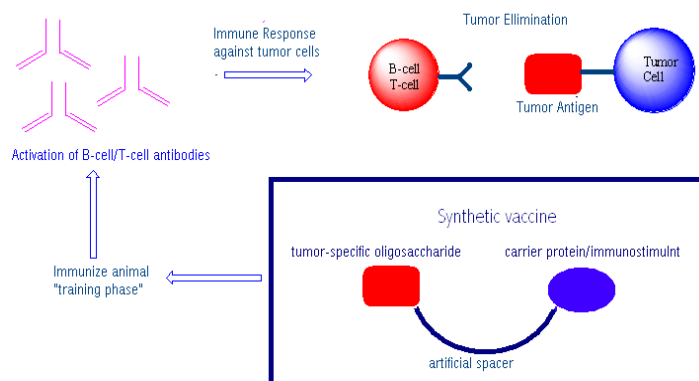 Immune Response
against tumor cells
Tumor Ellimination
B-cell
T-cell
Tumor
Cell
Tumor Antigen
Activation of B-cell/T-cell antibodies
Immunize animal
"training phase"
Synthetic vaccine
tumor-specific oligosaccharide
carrier protein/immunostimulnt
artificial spacer